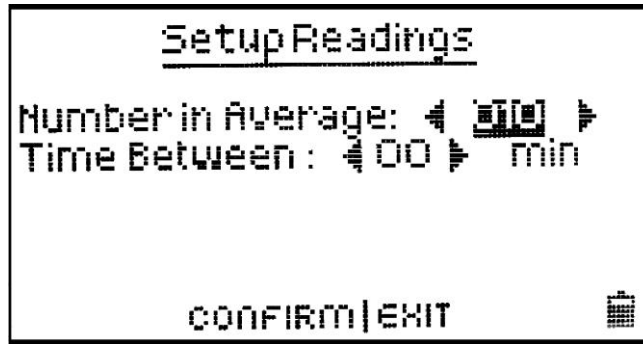 Setup Readings
Number in Average:
Time Between : 00 min
CONFIRM|EXIT